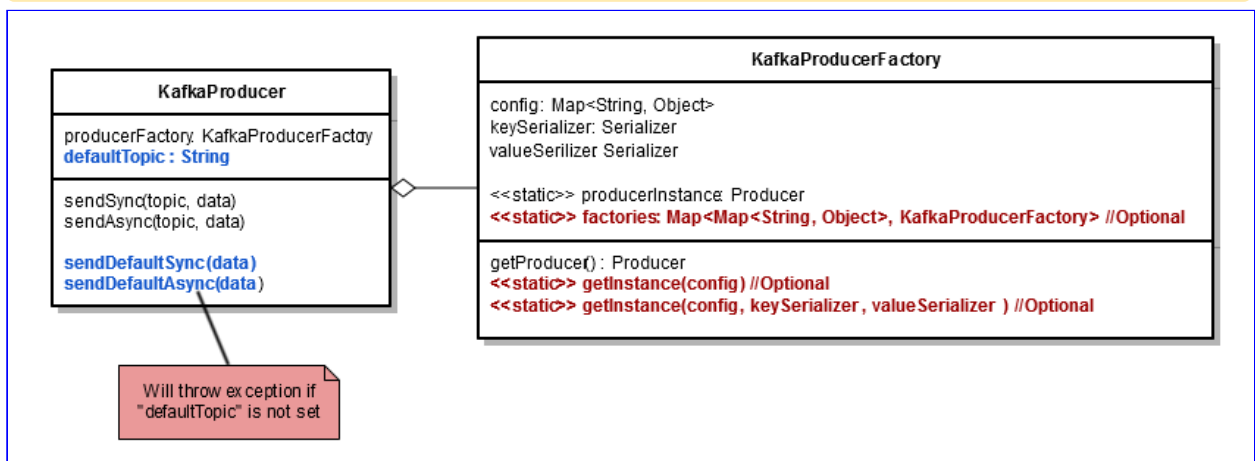 KafkaProducer
producerFactory: KafkaProducerFactoy
defaultTopic : String
sendSync(topic, data)
sendAsync(topic, data)
sendDefaultSync(data)
sendDefaultAsync(data)
Will throw exception if
"defaultTopic" is not set
KafkaProducerFactory
config: Map<String, Object>
keySerializer: Serializer
valueSerilizer: Serializer
<<static>> producerInstance: Producer
<<static>> factories: Map<Map<String, Object>, KafkaProducerFactory> //Optional
getProducer() : Producer
<<static>> getInstance(config) //Optional
<<static>> getInstance(config, keySerializer, valueSerializer ) //Optional